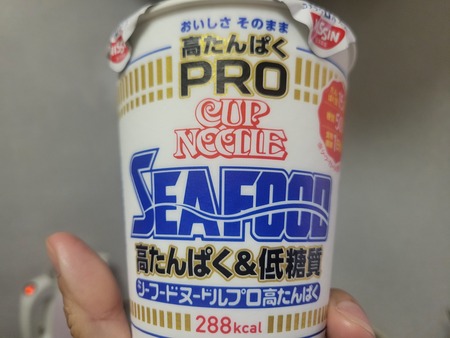 おいしさ そのまま
高たんぱく
PRO
NISSIN
CUP
NOODLE
SEAFOOD
高たんぱく&低糖質
シーフードヌードルプロ高たんぱく
288kcal